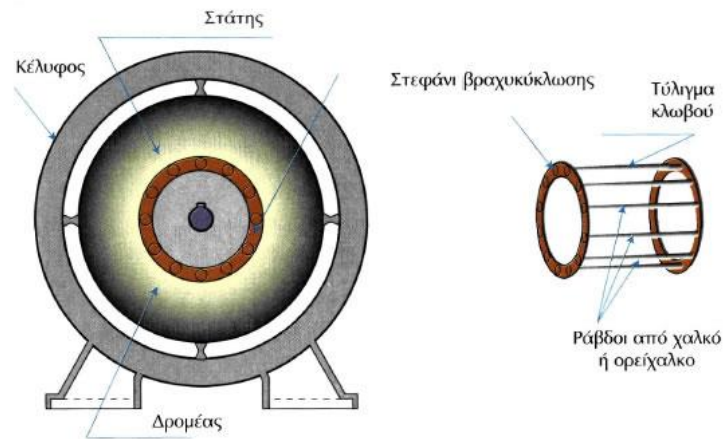 Στάτης
Κέλυφος
Δρομέας
Στεφάνι βραχυκύκλωσης
Τύλιγμα
κλωβού
Ράβδοι από χαλκό
ή ορείχαλκο